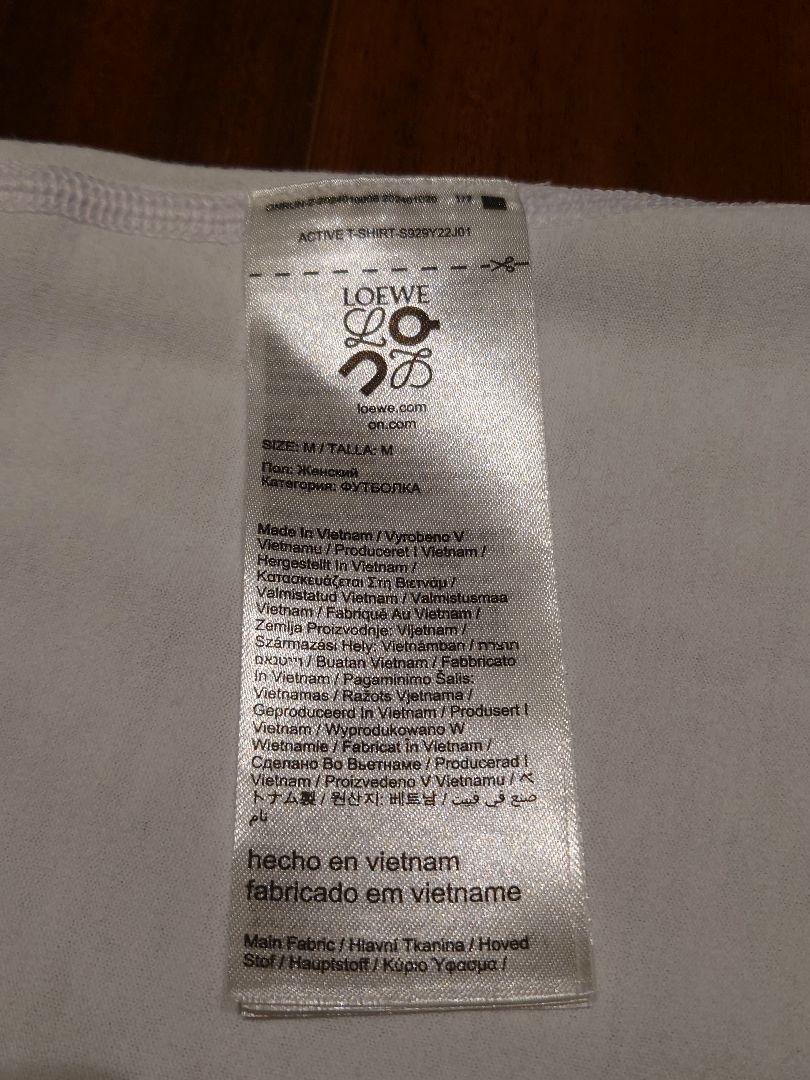 1/7
ACTIVE T-SHIRT-S929Y22J01
LOEWE
loewe.com
on.com
SIZE: M / TALLA: M
Пол: Женский
Категория: ФУТБОЛКА
Made In Vietnam / Vyrobeno V
Vietnamu / Produceret I Vietnam /
Hergestellt In Vietnam /
Κατασκευάζεται Στη Βιετνάμ /
Valmistatud Vietnam / Valmistusmaa
Vietnam / Fabriqué Au Vietnam /
Zemlja Proizvodnje: Vijetnam /
Származási Hely: Vietnámban / תוצרת
וייטנאם / Buatan Vietnam / Fabbricato
In Vietnam / Pagaminimo Šalis:
Vietnamas / Ražots Vjetnama /
Geproduceerd In Vietnam / Produsert I
Vietnam / Wyprodukowano W
Wietnamie / Fabricat în Vietnam /
Сделано Во Вьетнаме / Producerad I
Vietnam / Proizvedeno V Vietnamu / ベ
トナム製 / 원산지: 베트남 / صنع في فييت
نام
hecho en vietnam
fabricado em vietname
Main Fabric / Hlavní Tkanina / Hoved
Stof / Hauptstoff / Κύριο Ύφασμα /